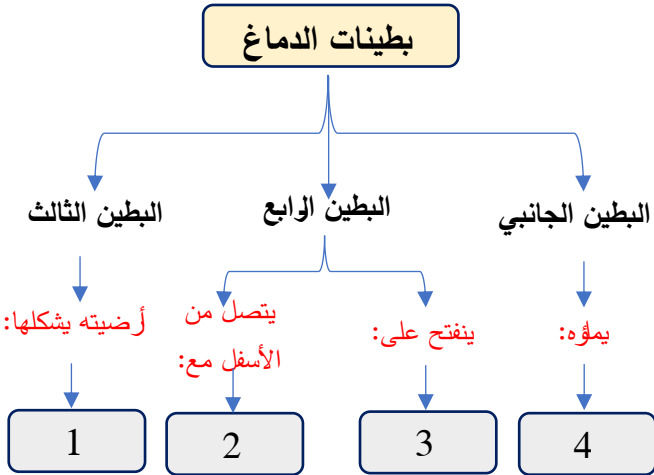 بطينات الدماغ
البطين الجانبي
البطين الرابع
البطين الثالث
يملؤه:
ينفتح على:
يتصل من
الأسفل مع:
أرضيته يشكلها:
4
3
2
1